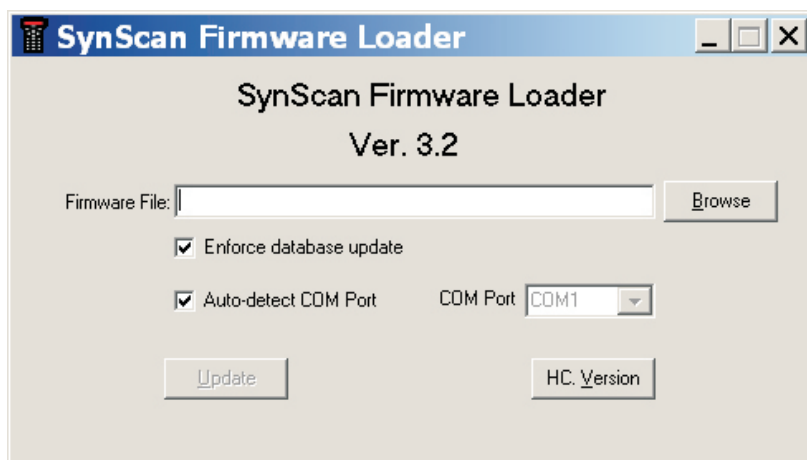 SynScan Firmware Loader
SynScan Firmware Loader
Ver. 3.2
Firmware File: Browse
Enforce database update
Auto-detect COM Port COM Port COM1
Update HC. Version